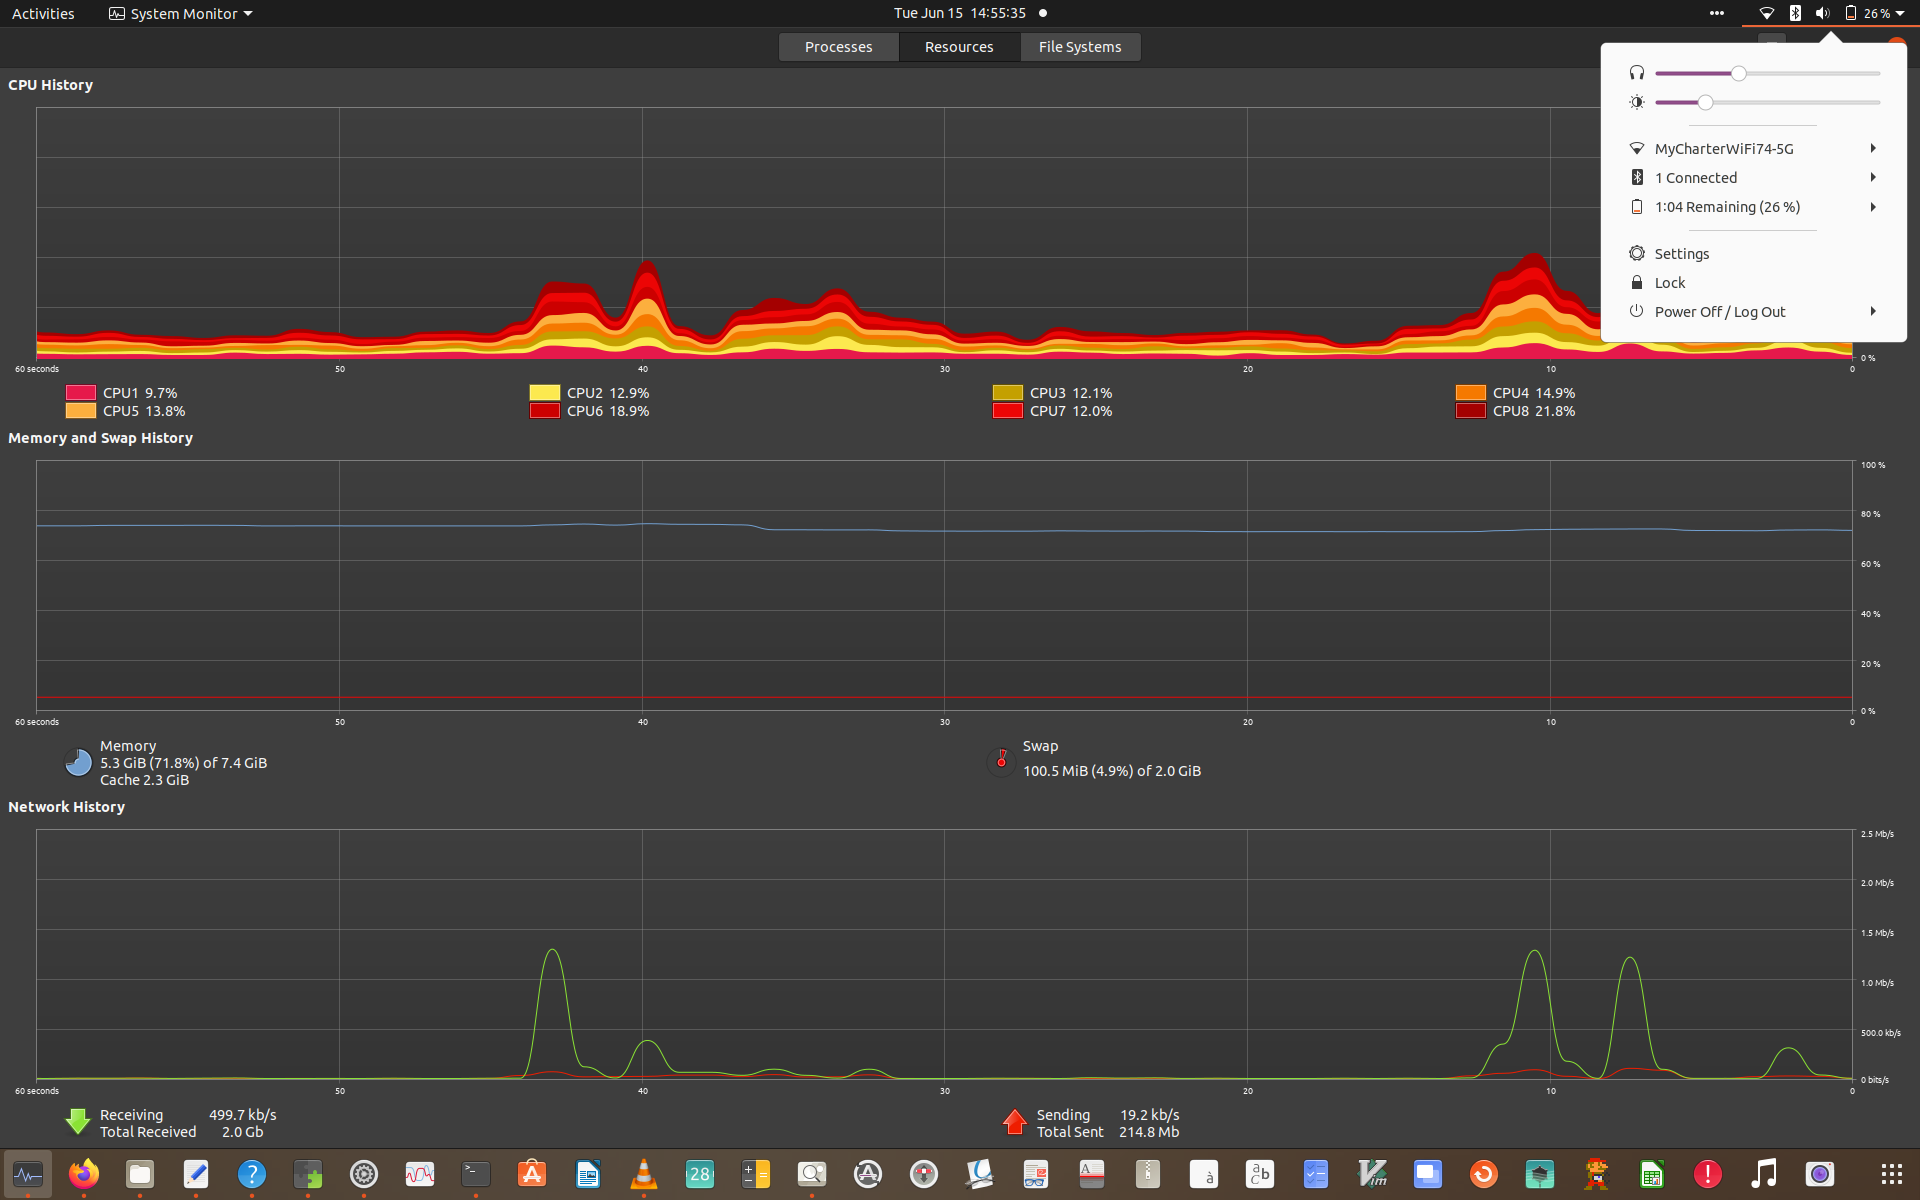 Activities
System Monitor
Tue Jun 15 14:55:35
26 %
Processes
Resources
File Systems
MyCharterWiFi74-5G
1 Connected
1:04 Remaining (26 %)
Settings
Lock
Power Off / Log Out
CPU History
0 %
60 seconds 50 40 30 20 10 0
CPU1 9.7% CPU2 12.9% CPU3 12.1% CPU4 14.9%
CPU5 13.8% CPU6 18.9% CPU7 12.0% CPU8 21.8%
Memory and Swap History
100 %
80 %
60 %
40 %
20 %
0 %
60 seconds 50 40 30 20 10 0
Memory
5.3 GiB (71.8%) of 7.4 GiB
Cache 2.3 GiB
Swap
100.5 MiB (4.9%) of 2.0 GiB
Network History
2.5 Mb/s
2.0 Mb/s
1.5 Mb/s
1.0 Mb/s
500.0 kb/s
0 bits/s
60 seconds 50 40 30 20 10 0
Receiving 499.7 kb/s
Total Received 2.0 Gb
Sending 19.2 kb/s
Total Sent 214.8 Mb
28
à
a b c
Vim